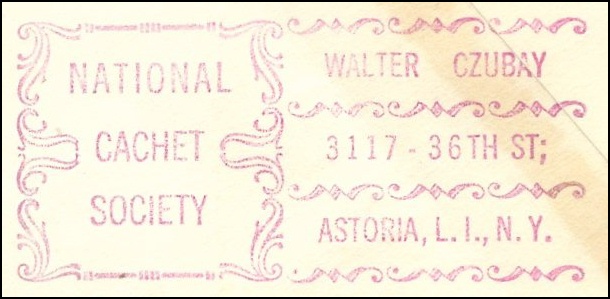 NATIONAL
CACHET
SOCIETY
WALTER CZUBAY
3117 - 36TH ST;
ASTORIA, L. I., N. Y.